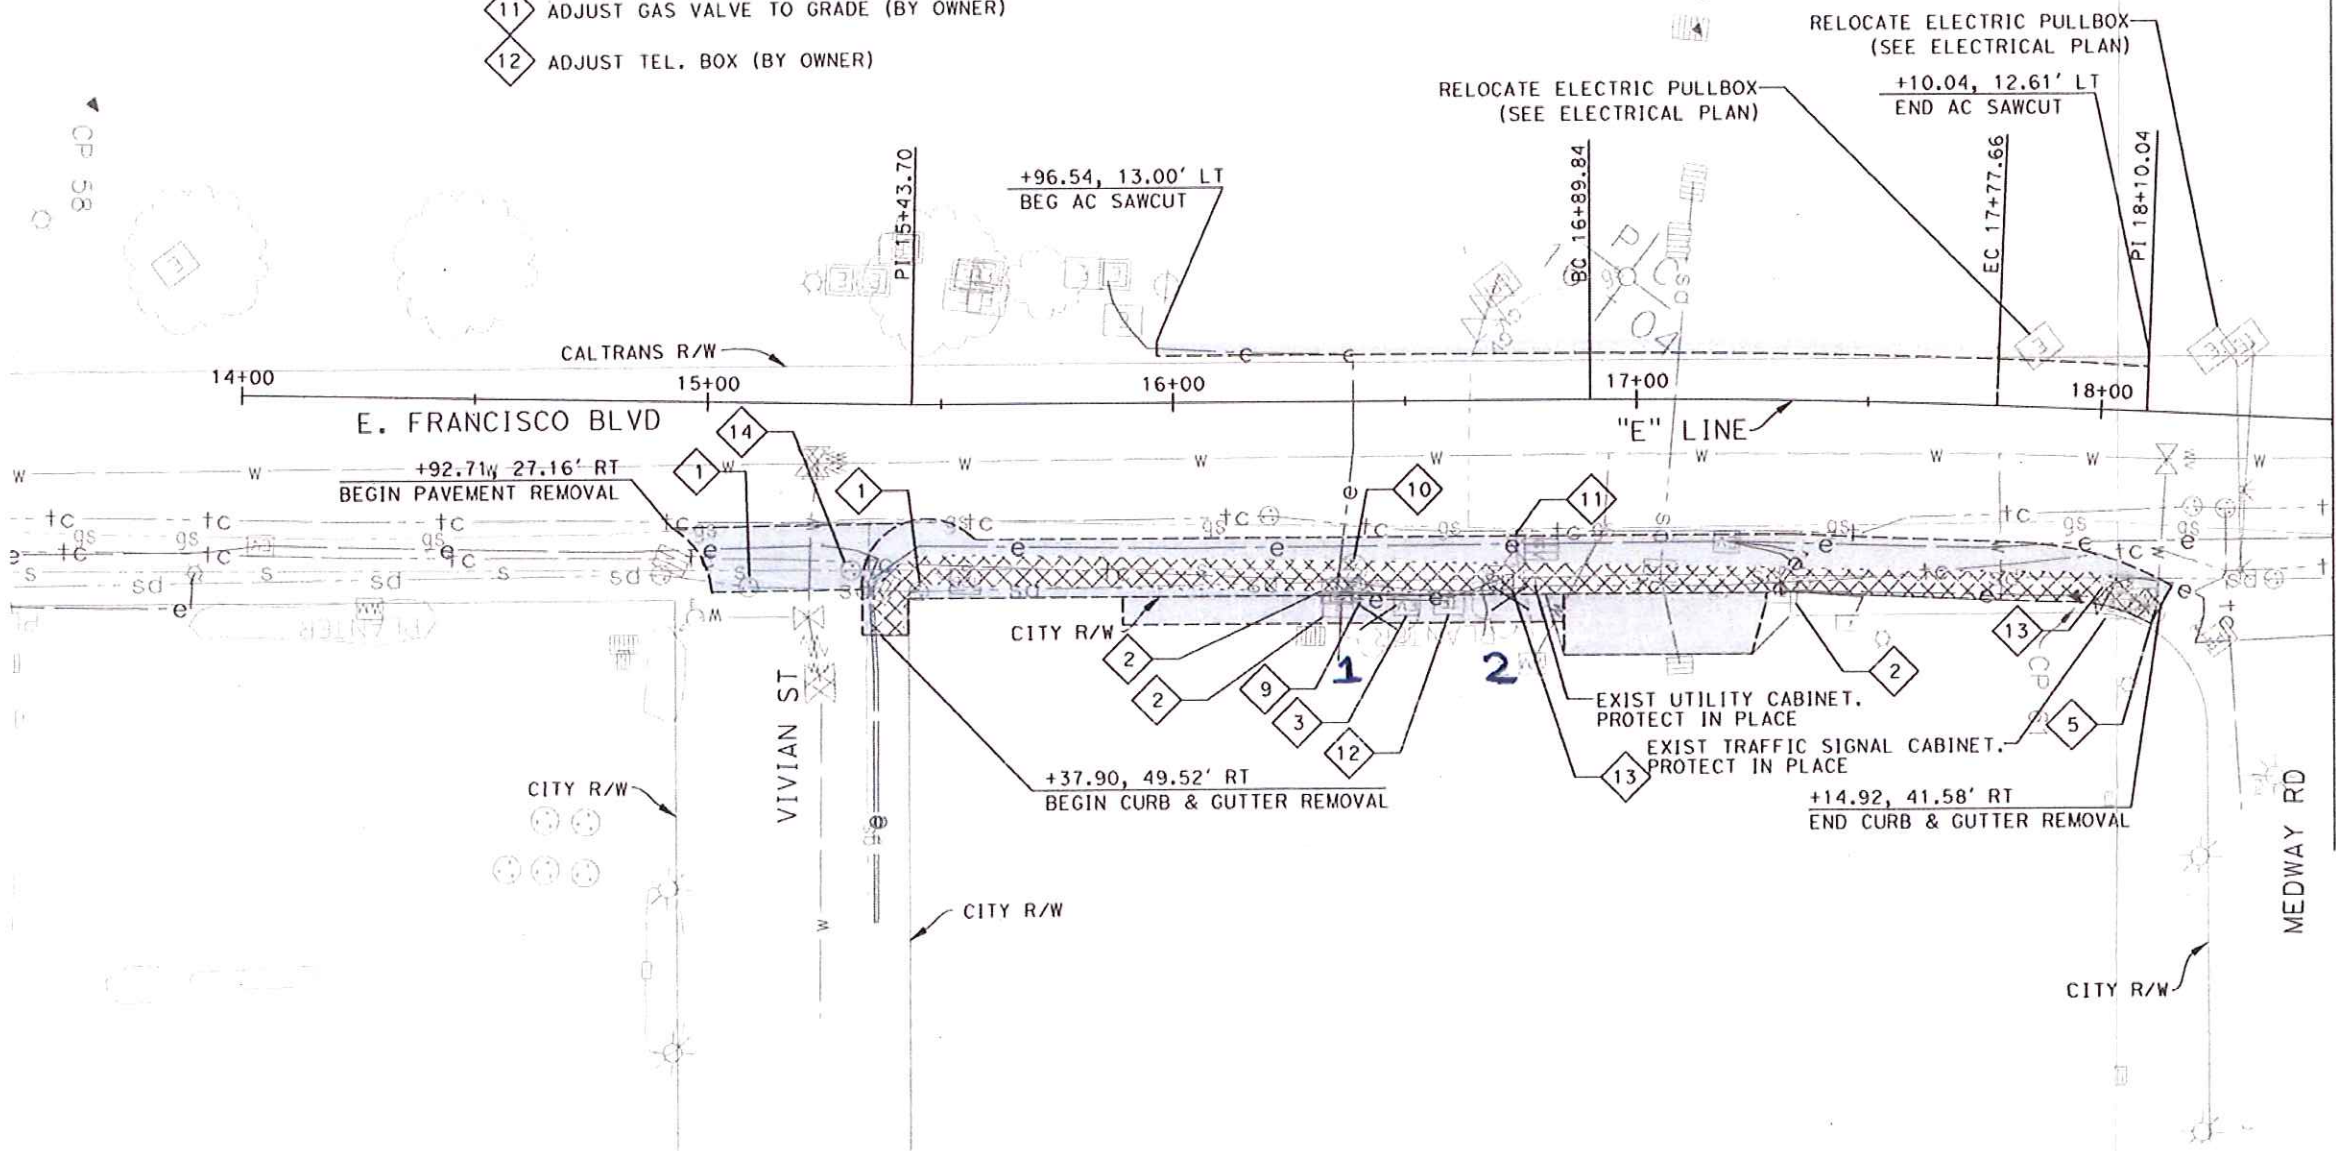 11 ADJUST GAS VALVE TO GRADE (BY OWNER)
12 ADJUST TEL. BOX (BY OWNER)
RELOCATE ELECTRIC PULLBOX
(SEE ELECTRICAL PLAN)
+10.04, 12.61' LT
END AC SAWCUT
RELOCATE ELECTRIC PULLBOX
(SEE ELECTRICAL PLAN)
CP 58
PI 15+43.70
+96.54, 13.00' LT
BEG AC SAWCUT
BC 16+89.84
EC 17+77.66
PI 18+10.04
CALTRANS R/W
14+00
15+00
16+00
17+00
18+00
E. FRANCISCO BLVD
"E" LINE
14
1
+92.71, 27.16' RT
BEGIN PAVEMENT REMOVAL
1
10
11
CITY R/W
PLANTER
2
2
9
3
12
1
2
13
EXIST UTILITY CABINET.
PROTECT IN PLACE
2
13
5
EXIST TRAFFIC SIGNAL CABINET.
PROTECT IN PLACE
+37.90, 49.52' RT
BEGIN CURB & GUTTER REMOVAL
+14.92, 41.58' RT
END CURB & GUTTER REMOVAL
VIVIAN ST
CITY R/W
CITY R/W
MEDWAY RD
CITY R/W